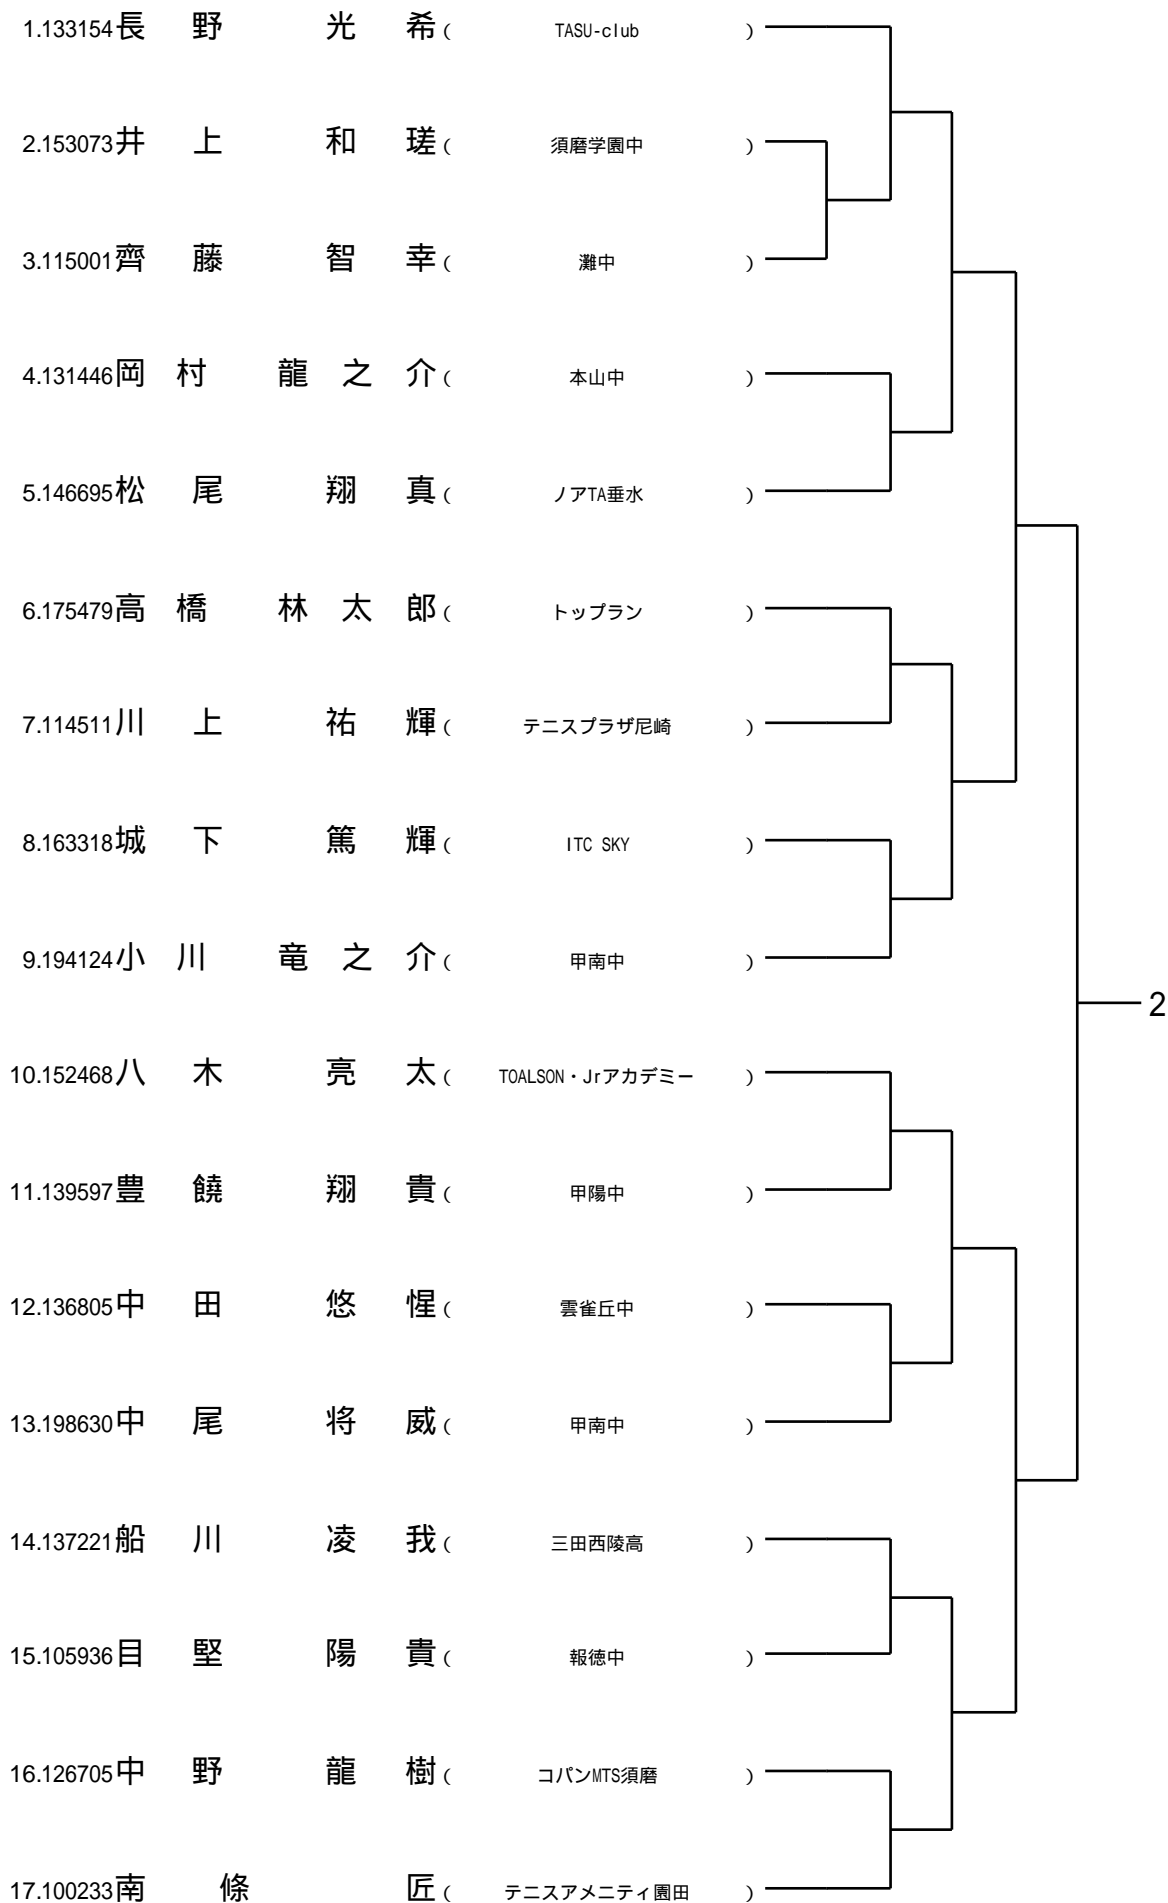 1.133154長野 光希( TASU-club )
2.153073井上 和瑳( 須磨学園中 )
3.115001齊藤 智幸( 灘中 )
4.131446岡村 龍之介( 本山中 )
5.146695松尾 翔真( ノアTA垂水 )
6.175479高橋 林太郎( トップラン )
7.114511川上 祐輝( テニスプラザ尼崎 )
8.163318城下 篤輝( ITC SKY )
9.194124小川 竜之介( 甲南中 )
2
10.152468八木 亮太( TOALSON・Jrアカデミー )
11.139597豊饒 翔貴( 甲陽中 )
12.136805中田 悠惺( 雲雀丘中 )
13.198630中尾 将威( 甲南中 )
14.137221船川 凌我( 三田西陵高 )
15.105936目堅 陽貴( 報徳中 )
16.126705中野 龍樹( コパンMTS須磨 )
17.100233南條 匠( テニスアメニティ園田 )